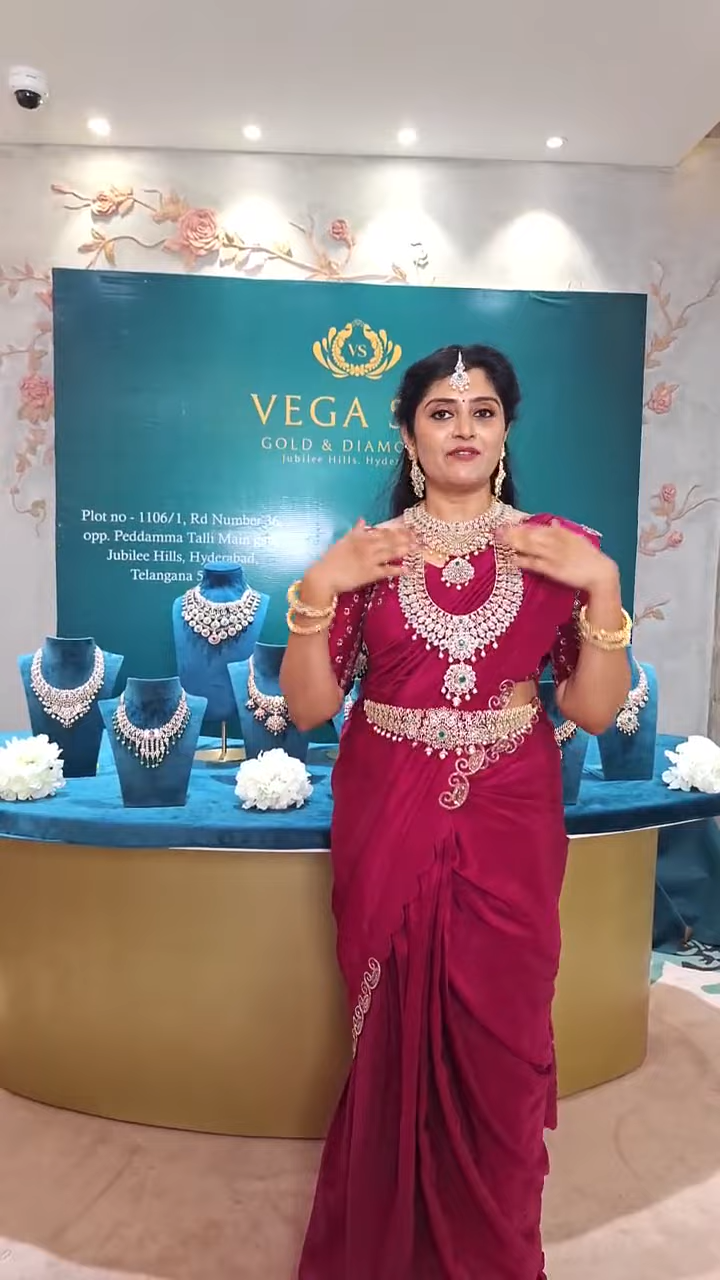 VS
VEGA S
GOLD & DIAMO
Jubilee Hills, Hyder
Plot no - 1106/1, Rd Number 36,
opp. Peddamma Talli Main
Jubilee Hills, Hyderabad,
Telangana 5